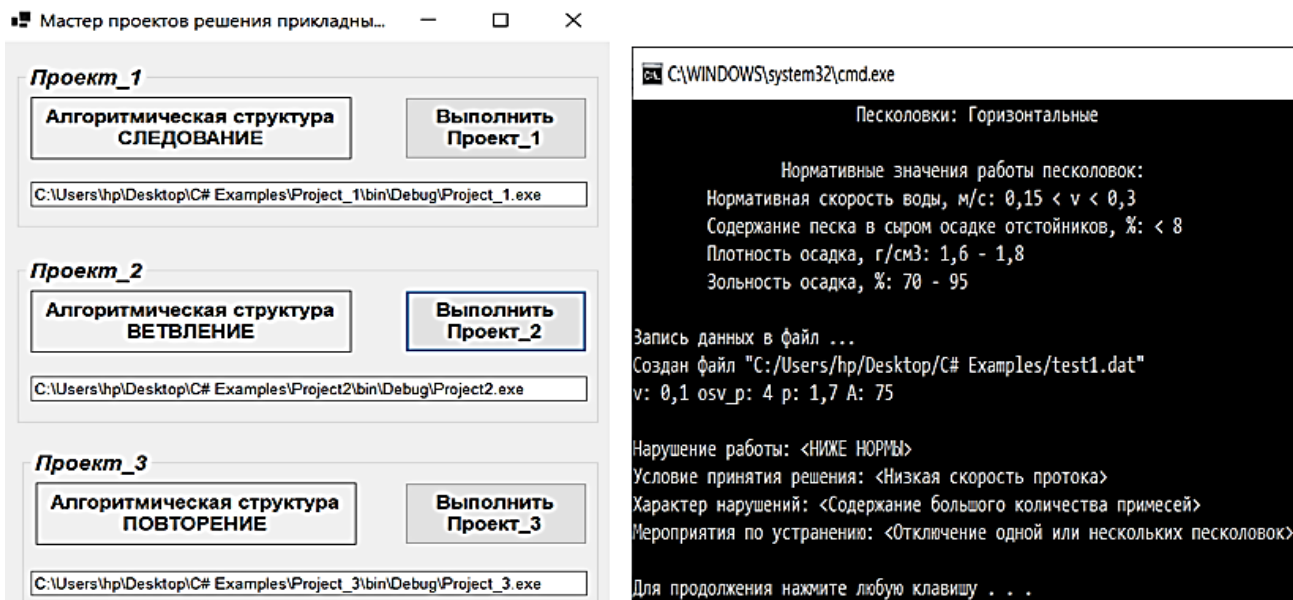 Мастер проектов решения прикладны...
Проект_1
Алгоритмическая структура
СЛЕДОВАНИЕ
Выполнить
Проект_1
C:\Users\hp\Desktop\C# Examples\Project_1\bin\Debug\Project_1.exe
Проект_2
Алгоритмическая структура
ВЕТВЛЕНИЕ
Выполнить
Проект_2
C:\Users\hp\Desktop\C# Examples\Project2\bin\Debug\Project2.exe
Проект_3
Алгоритмическая структура
ПОВТОРЕНИЕ
Выполнить
Проект_3
C:\Users\hp\Desktop\C# Examples\Project_3\bin\Debug\Project_3.exe
C:\WINDOWS\system32\cmd.exe
Песколовки: Горизонтальные
Нормативные значения работы песколовок:
Нормативная скорость воды, м/с: 0,15 < v < 0,3
Содержание песка в сыром осадке отстойников, %: < 8
Плотность осадка, г/см3: 1,6 - 1,8
Зольность осадка, %: 70 - 95
Запись данных в файл ...
Создан файл "C:/Users/hp/Desktop/C# Examples/test1.dat"
v: 0,1 osv_p: 4 p: 1,7 A: 75
Нарушение работы: <НИЖЕ НОРМЫ>
Условие принятия решения: <Низкая скорость протока>
Характер нарушений: <Содержание большого количества примесей>
Мероприятия по устранению: <Отключение одной или нескольких песколовок>
Для продолжения нажмите любую клавишу . . .